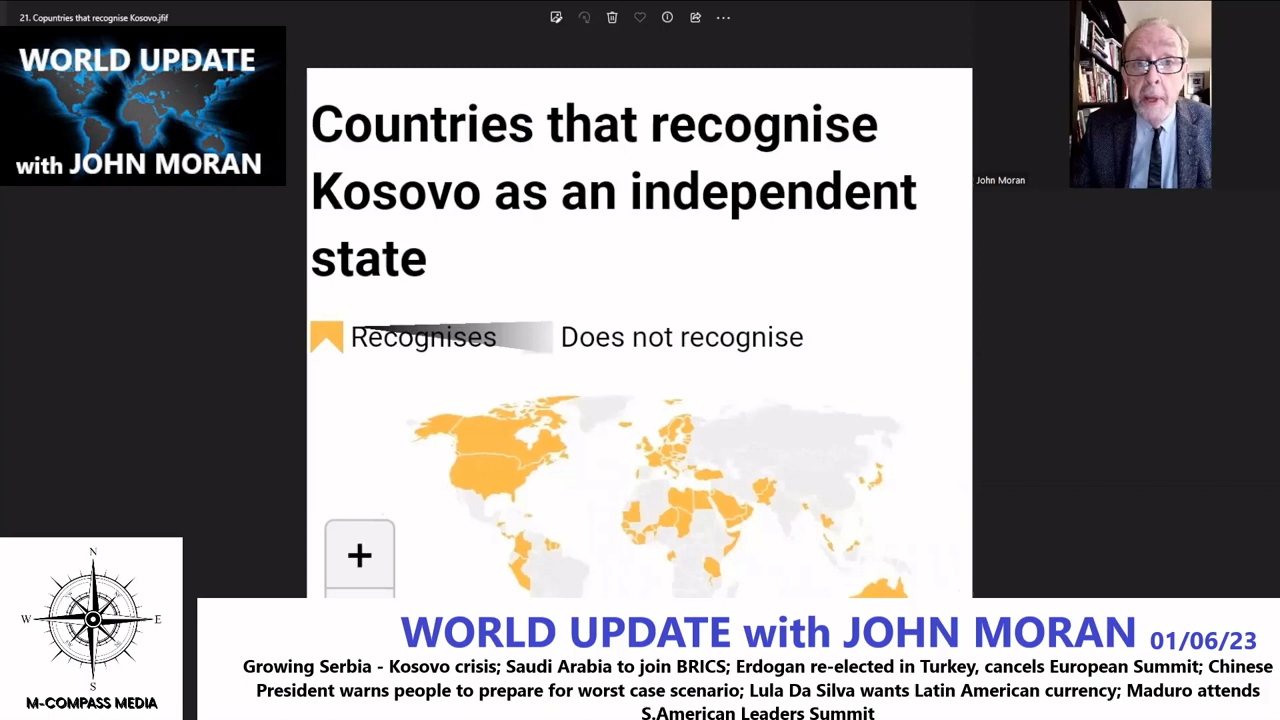 21. Copuntries that recognise Kosovo.jfif
WORLD UPDATE
with JOHN MORAN
Countries that recognise
Kosovo as an independent
state
Recognises
Does not recognise
John Moran
+
N
W
E
S
M-COMPASS MEDIA
WORLD UPDATE with JOHN MORAN 01/06/23
Growing Serbia - Kosovo crisis; Saudi Arabia to join BRICS; Erdogan re-elected in Turkey, cancels European Summit; Chinese
President warns people to prepare for worst case scenario; Lula Da Silva wants Latin American currency; Maduro attends
S.American Leaders Summit